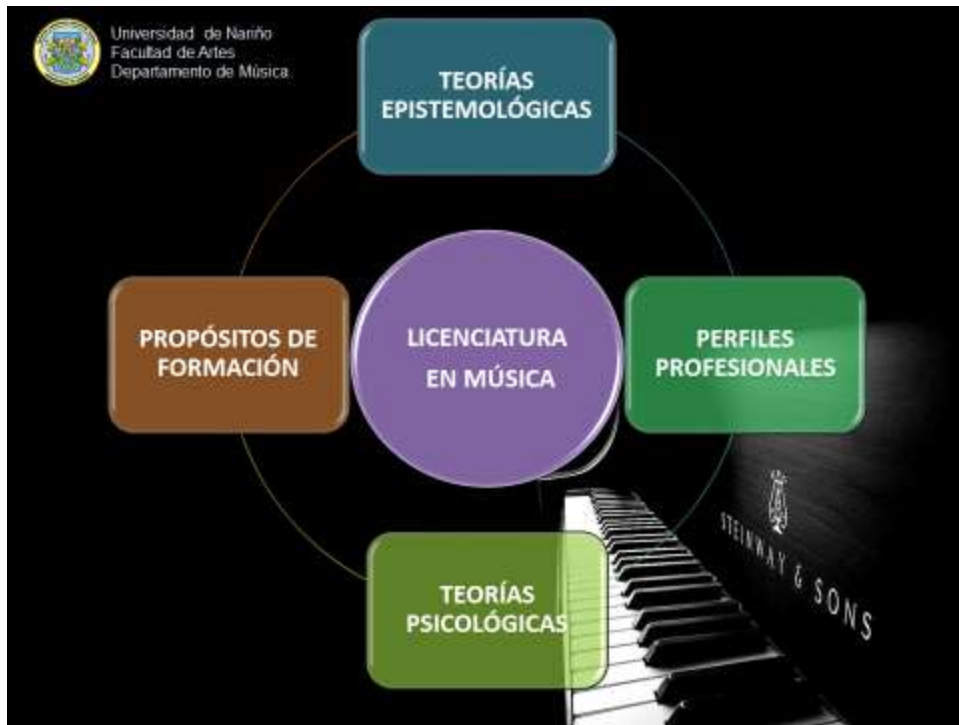 Universidad de Nariño
Facultad de Artes
Departamento de Música
TEORÍAS
EPISTEMOLÓGICAS
PROPÓSITOS DE
FORMACIÓN
LICENCIATURA
EN MÚSICA
PERFILES
PROFESIONALES
TEORÍAS
PSICOLÓGICAS
STEINWAY & SONS